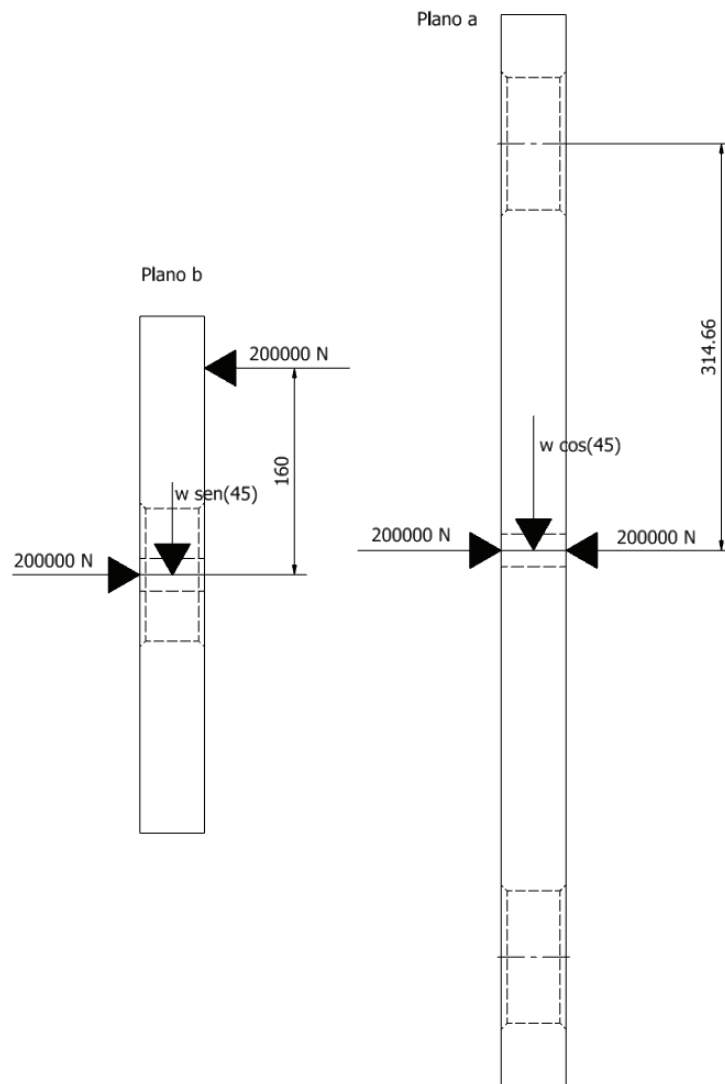 Plano a
314.66
Plano b
200000 N
w cos(45)
160
w sen(45)
200000 N
200000 N
200000 N